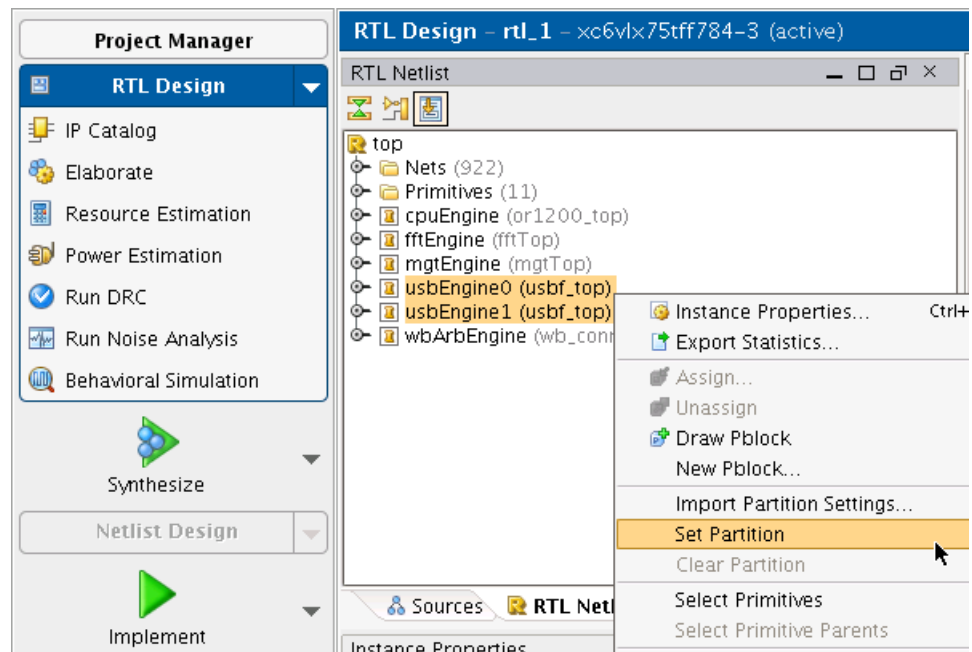 Project Manager
RTL Design
IP Catalog
Elaborate
Resource Estimation
Power Estimation
Run DRC
Run Noise Analysis
Behavioral Simulation
Synthesize
Netlist Design
Implement
RTL Design - rtl_1 - xc6vlx75tff784-3 (active)
RTL Netlist
top
Nets (922)
Primitives (11)
cpuEngine (or1200_top)
fftEngine (fftTop)
mgtEngine (mgtTop)
usbEngine0 (usbf_top)
usbEngine1 (usbf_top)
wbArbEngine (wb_conn
Sources
RTL Netl
Instance Properties
Instance Properties... Ctrl+
Export Statistics...
Assign...
Unassign
Draw Pblock
New Pblock...
Import Partition Settings...
Set Partition
Clear Partition
Select Primitives
Select Primitive Parents